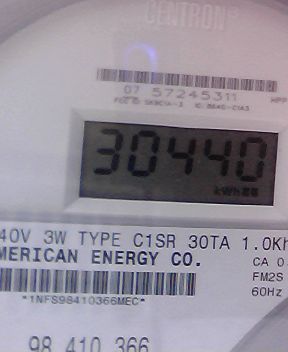 CENTRON®
07 57245311
30440
kWh
40V 3W TYPE C1SR 30TA 1.0Kh
MERICAN ENERGY CO.
CA 0
FM2S
*1NFS98410366MEC*
60Hz
98 410 366